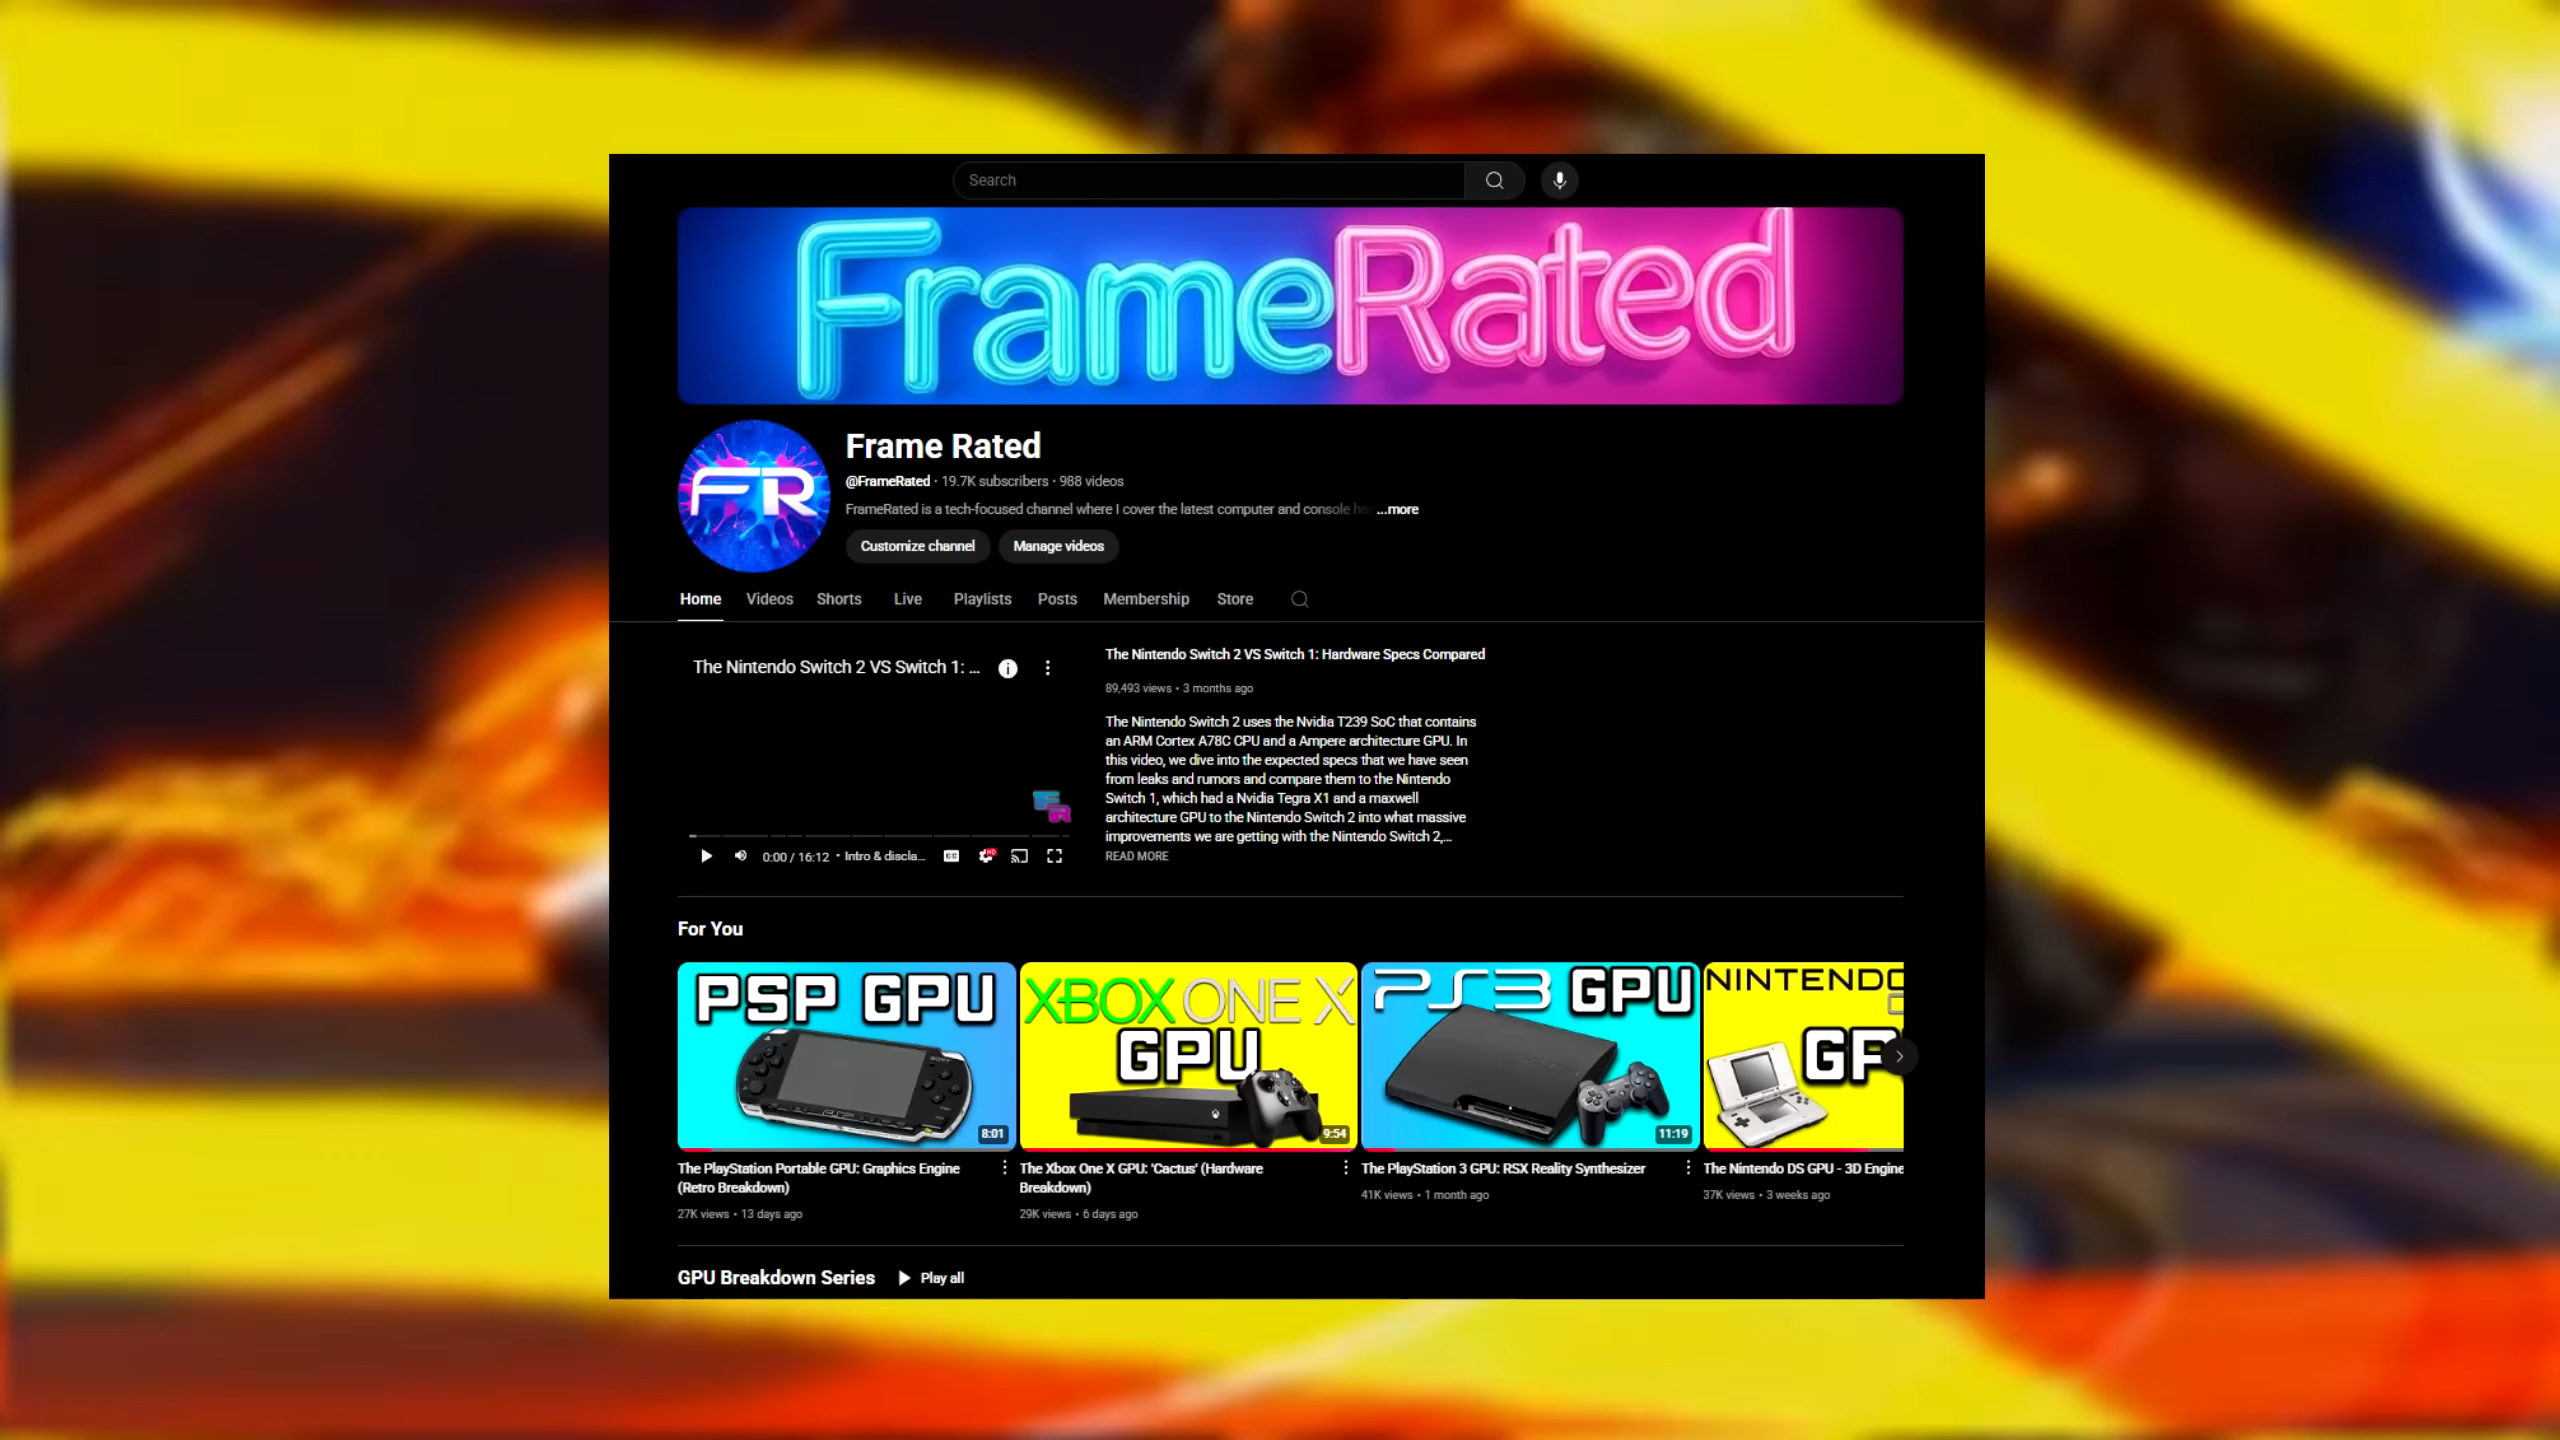 Search
FrameRated
FR
Frame Rated
@FrameRated · 19.7K subscribers · 988 videos
FrameRated is a tech-focused channel where I cover the latest computer and console ...more
Customize channel
Manage videos
Home
Videos
Shorts
Live
Playlists
Posts
Membership
Store
The Nintendo Switch 2 VS Switch 1: ...
FR
0:00 / 16:12 · Intro & discla...
CC
HD
The Nintendo Switch 2 VS Switch 1: Hardware Specs Compared
89,493 views · 3 months ago
The Nintendo Switch 2 uses the Nvidia T239 SoC that contains
an ARM Cortex A78C CPU and a Ampere architecture GPU. In
this video, we dive into the expected specs that we have seen
from leaks and rumors and compare them to the Nintendo
Switch 1, which had a Nvidia Tegra X1 and a maxwell
architecture GPU to the Nintendo Switch 2 into what massive
improvements we are getting with the Nintendo Switch 2,...
READ MORE
For You
PSP GPU
SONY
8:01
The PlayStation Portable GPU: Graphics Engine
(Retro Breakdown)
27K views · 13 days ago
XBOX ONE X
GPU
9:54
The Xbox One X GPU: 'Cactus' (Hardware
Breakdown)
29K views · 6 days ago
PS3 GPU
11:19
The PlayStation 3 GPU: RSX Reality Synthesizer
41K views · 1 month ago
NINTENDO
GP
The Nintendo DS GPU - 3D Engine
37K views · 3 weeks ago
GPU Breakdown Series
Play all